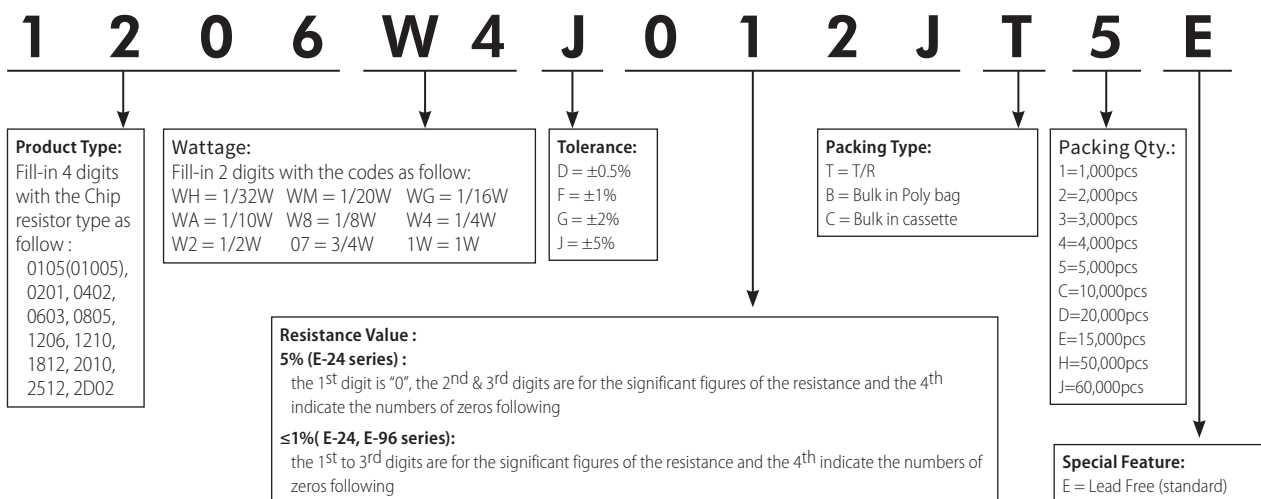 1 2 0 6 W 4 J 0 1 2 J T 5 E
Product Type:
Fill-in 4 digits
with the Chip
resistor type as
follow :
0105(01005),
0201, 0402,
0603, 0805,
1206, 1210,
1812, 2010,
2512, 2D02
Wattage:
Fill-in 2 digits with the codes as follow:
WH = 1/32W WM = 1/20W WG = 1/16W
WA = 1/10W W8 = 1/8W W4 = 1/4W
W2 = 1/2W 07 = 3/4W 1W = 1W
Tolerance:
D = ±0.5%
F = ±1%
G = ±2%
J = ±5%
Packing Type:
T = T/R
B = Bulk in Poly bag
C = Bulk in cassette
Packing Qty.:
1=1,000pcs
2=2,000pcs
3=3,000pcs
4=4,000pcs
5=5,000pcs
C=10,000pcs
D=20,000pcs
E=15,000pcs
H=50,000pcs
J=60,000pcs
Resistance Value :
5% (E-24 series) :
the 1st digit is “0”, the 2nd & 3rd digits are for the significant figures of the resistance and the 4th
indicate the numbers of zeros following
≤1%( E-24, E-96 series):
the 1st to 3rd digits are for the significant figures of the resistance and the 4th indicate the numbers of
zeros following
Special Feature:
E = Lead Free (standard)